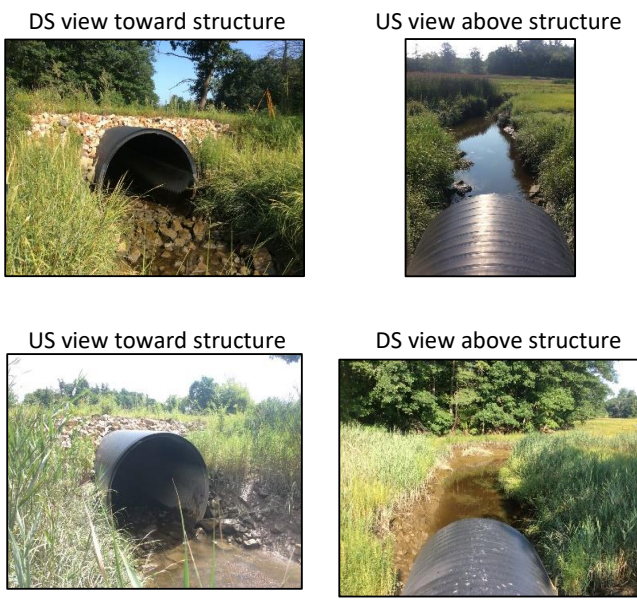 DS view toward structure
US view above structure
US view toward structure
DS view above structure